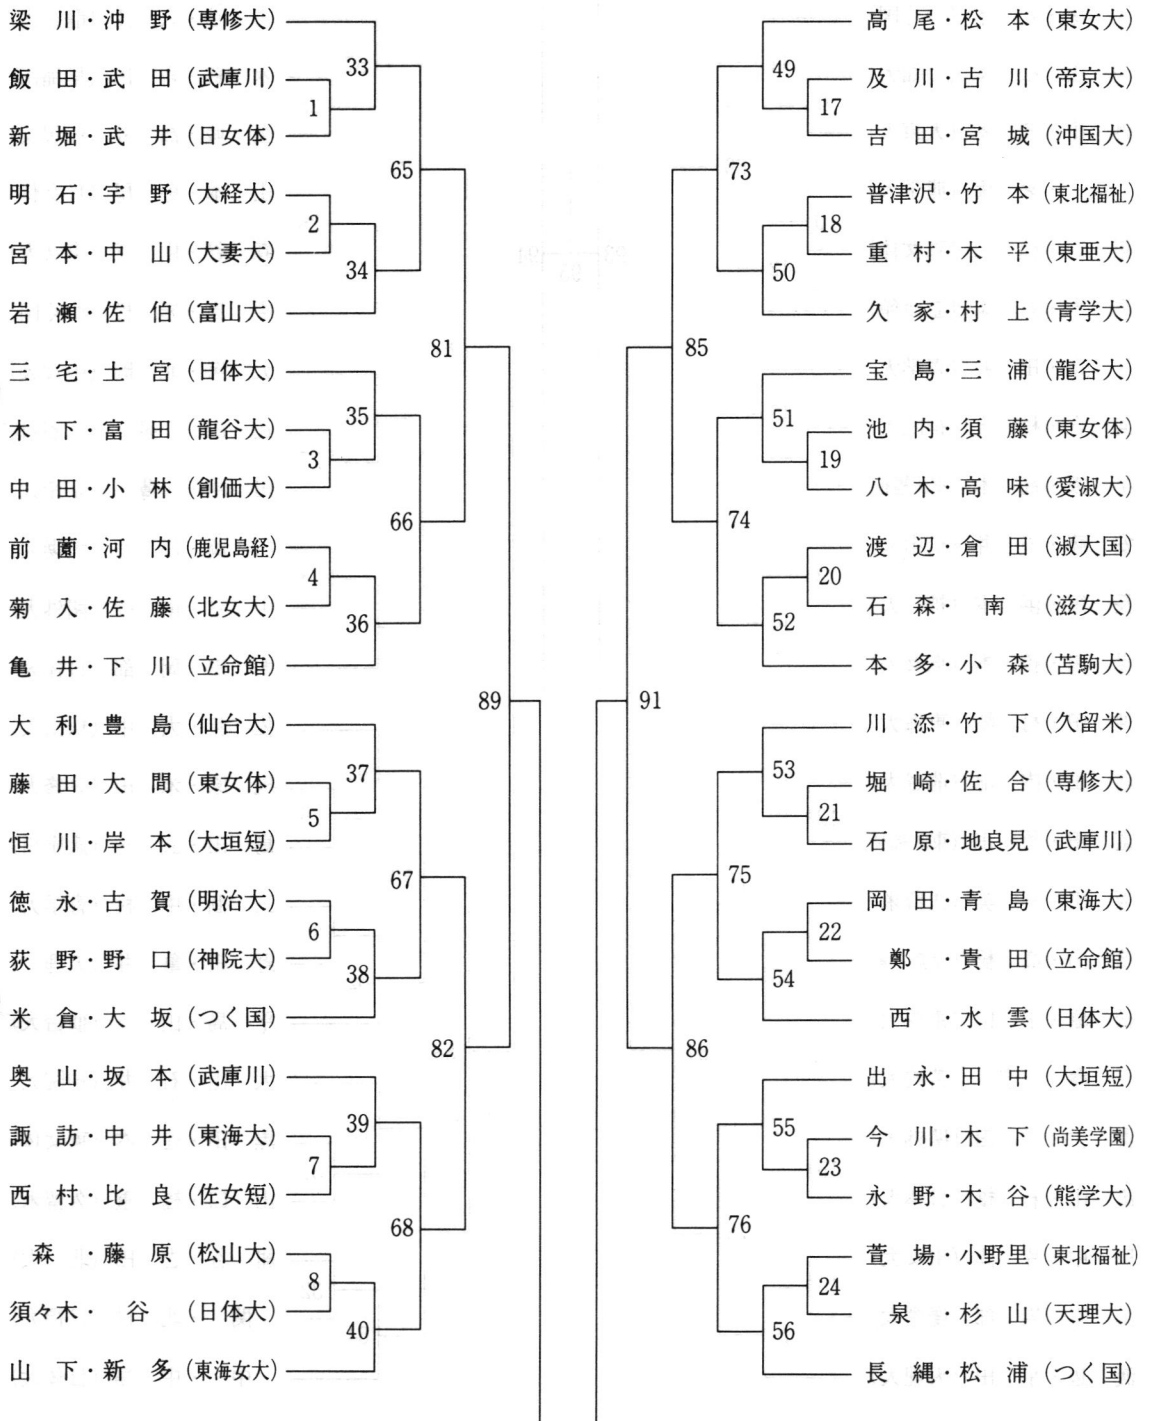 梁川・沖野(専修大)
飯田・武田(武庫川)
新堀・武井(日女体)
明石・宇野(大経大)
宮本・中山(大妻大)
岩瀬・佐伯(富山大)
三宅・土宮(日体大)
木下・富田(龍谷大)
中田・小林(創価大)
前薗・河内(鹿児島経)
菊入・佐藤(北女大)
亀井・下川(立命館)
大利・豊島(仙台大)
藤田・大間(東女体)
恒川・岸本(大垣短)
徳永・古賀(明治大)
荻野・野口(神院大)
米倉・大坂(つく国)
奥山・坂本(武庫川)
諏訪・中井(東海大)
西村・比良(佐女短)
森・藤原(松山大)
須々木・谷(日体大)
山下・新多(東海女大)
33
1
65
2
34
81
35
3
66
4
36
89
37
5
67
6
38
82
39
7
68
8
40
高尾・松本(東女大)
及川・古川(帝京大)
吉田・宮城(沖国大)
普津沢・竹本(東北福祉)
重村・木平(東亜大)
久家・村上(青学大)
宝島・三浦(龍谷大)
池内・須藤(東女体)
八木・高味(愛淑大)
渡辺・倉田(淑大国)
石森・南(滋女大)
本多・小森(苫駒大)
川添・竹下(久留米)
堀崎・佐合(専修大)
石原・地良見(武庫川)
岡田・青島(東海大)
鄭・貴田(立命館)
西・水雲(日体大)
出永・田中(大垣短)
今川・木下(尚美学園)
永野・木谷(熊学大)
萱場・小野里(東北福祉)
泉・杉山(天理大)
長縄・松浦(つく国)
49
17
73
18
50
85
51
19
74
20
52
91
53
21
75
22
54
86
55
23
76
24
56